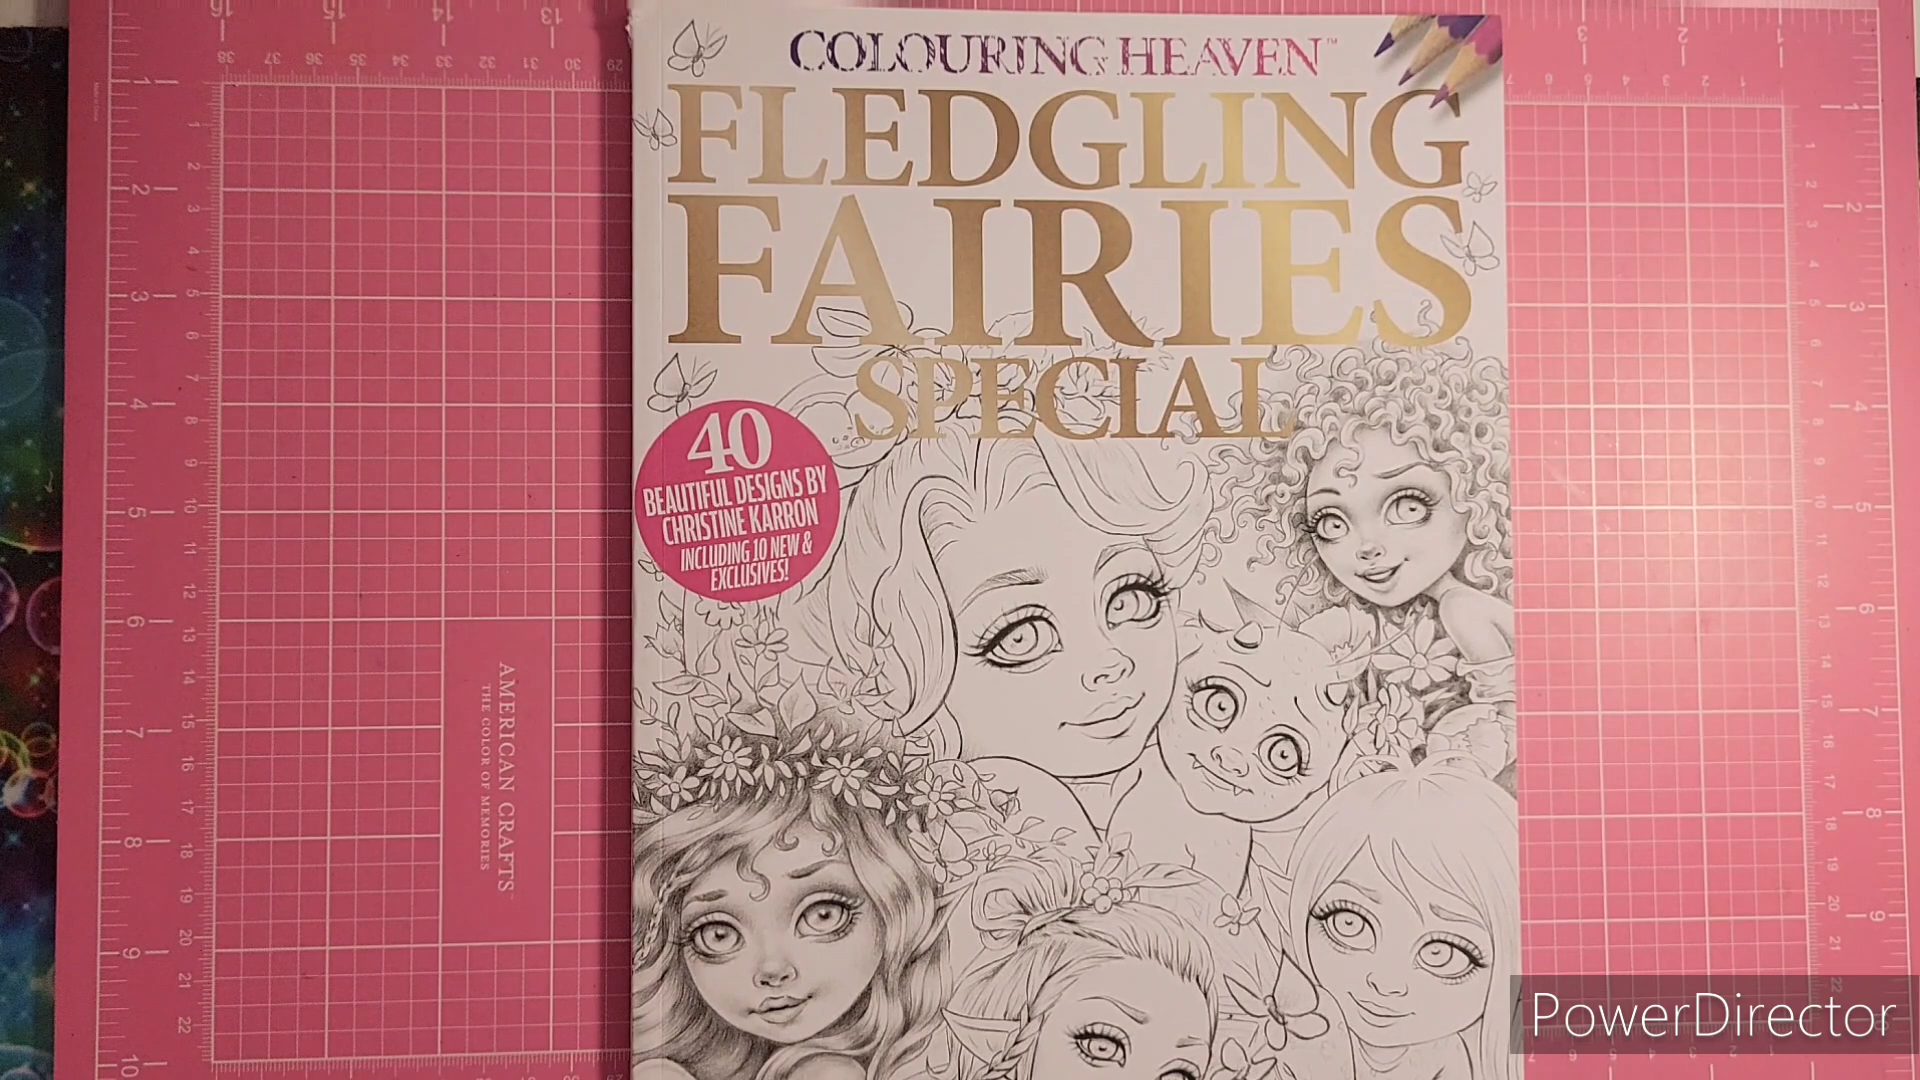 COLOURING HEAVEN™
FLEDGLING
FAIRIES
SPECIAL
40
BEAUTIFUL DESIGNS BY
CHRISTINE KARRON
INCLUDING 10 NEW &
EXCLUSIVES!
AMERICAN CRAFTS™
THE COLOR OF MEMORIES
PowerDirector